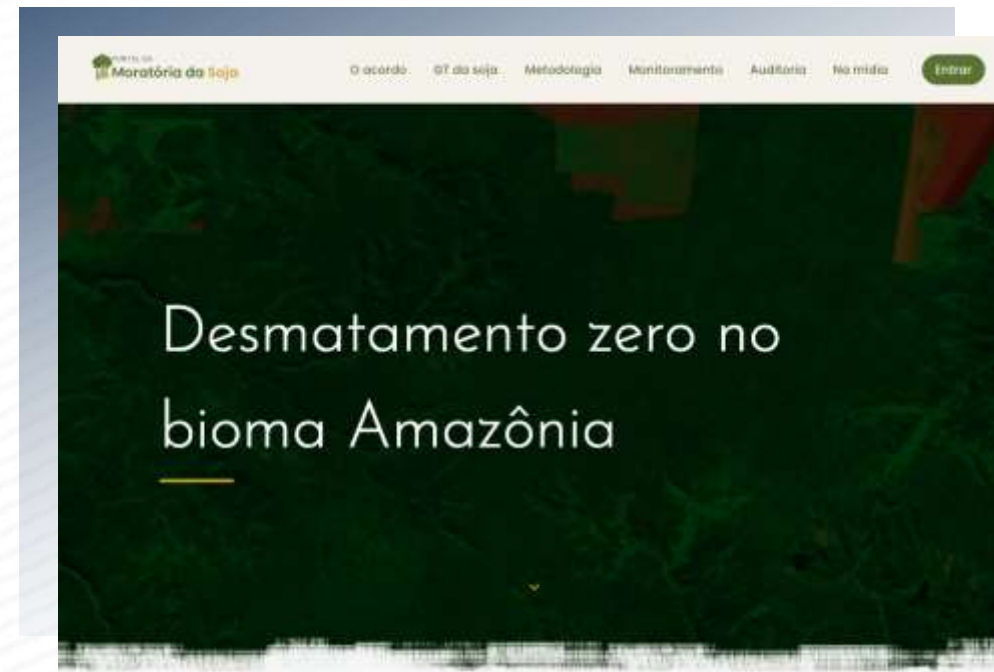 PORTAL DA
Moratória da Soja
O acordo GT da soja Metodologia Monitoramento Auditoria Na mídia Entrar
Desmatamento zero no
bioma Amazônia